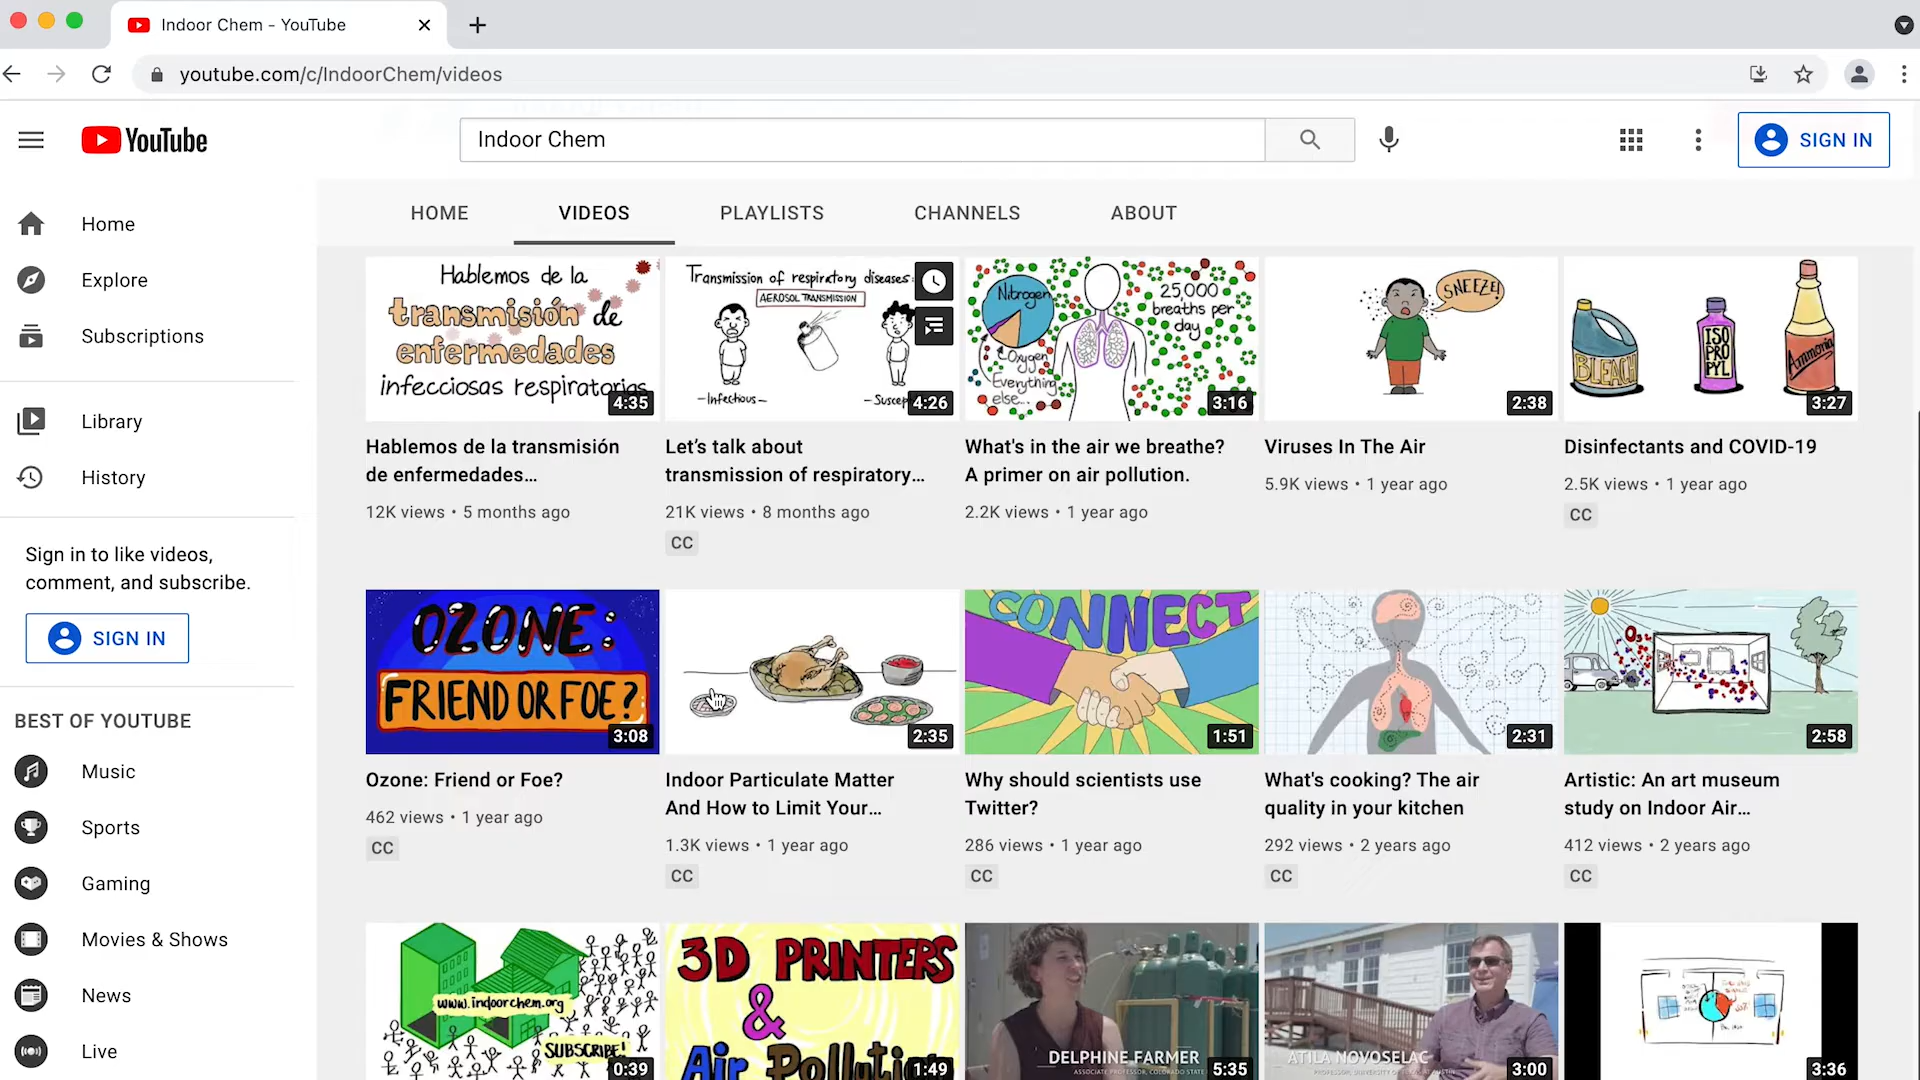 Indoor Chem - YouTube
youtube.com/c/IndoorChem/videos
YouTube
Indoor Chem
SIGN IN
Home
Explore
Subscriptions
Library
History
Sign in to like videos,
comment, and subscribe.
SIGN IN
BEST OF YOUTUBE
Music
Sports
Gaming
Movies & Shows
News
Live
HOME
VIDEOS
PLAYLISTS
CHANNELS
ABOUT
Hablemos de la
transmisión de
enfermedades
infecciosas respiratorias
4:35
Hablemos de la transmisión
de enfermedades...
12K views • 5 months ago
Transmission of respiratory diseases:
AEROSOL TRANSMISSION
-Infectious-
-Suscep
4:26
Let's talk about
transmission of respiratory...
21K views • 8 months ago
CC
Nitrogen
Oxygen
Everything
else...
25,000
breaths per
day
3:16
What's in the air we breathe?
A primer on air pollution.
2.2K views • 1 year ago
SNEEZE!
2:38
Viruses In The Air
5.9K views • 1 year ago
BLEACH
ISO
PRO
PYL
Ammonia
3:27
Disinfectants and COVID-19
2.5K views • 1 year ago
CC
OZONE:
FRIEND OR FOE?
3:08
Ozone: Friend or Foe?
462 views • 1 year ago
CC
2:35
Indoor Particulate Matter
And How to Limit Your...
1.3K views • 1 year ago
CC
CONNECT
1:51
Why should scientists use
Twitter?
286 views • 1 year ago
CC
2:31
What's cooking? The air
quality in your kitchen
292 views • 2 years ago
CC
O3
2:58
Artistic: An art museum
study on Indoor Air...
412 views • 2 years ago
CC
www.indoorchem.org
SUBSCRIBE!
0:39
3D PRINTERS
&
Air Pollution
1:49
DELPHINE FARMER
ASSOCIATE PROFESSOR, COLORADO STATE
5:35
ATILA NOVOSELAC
3:00
3:36